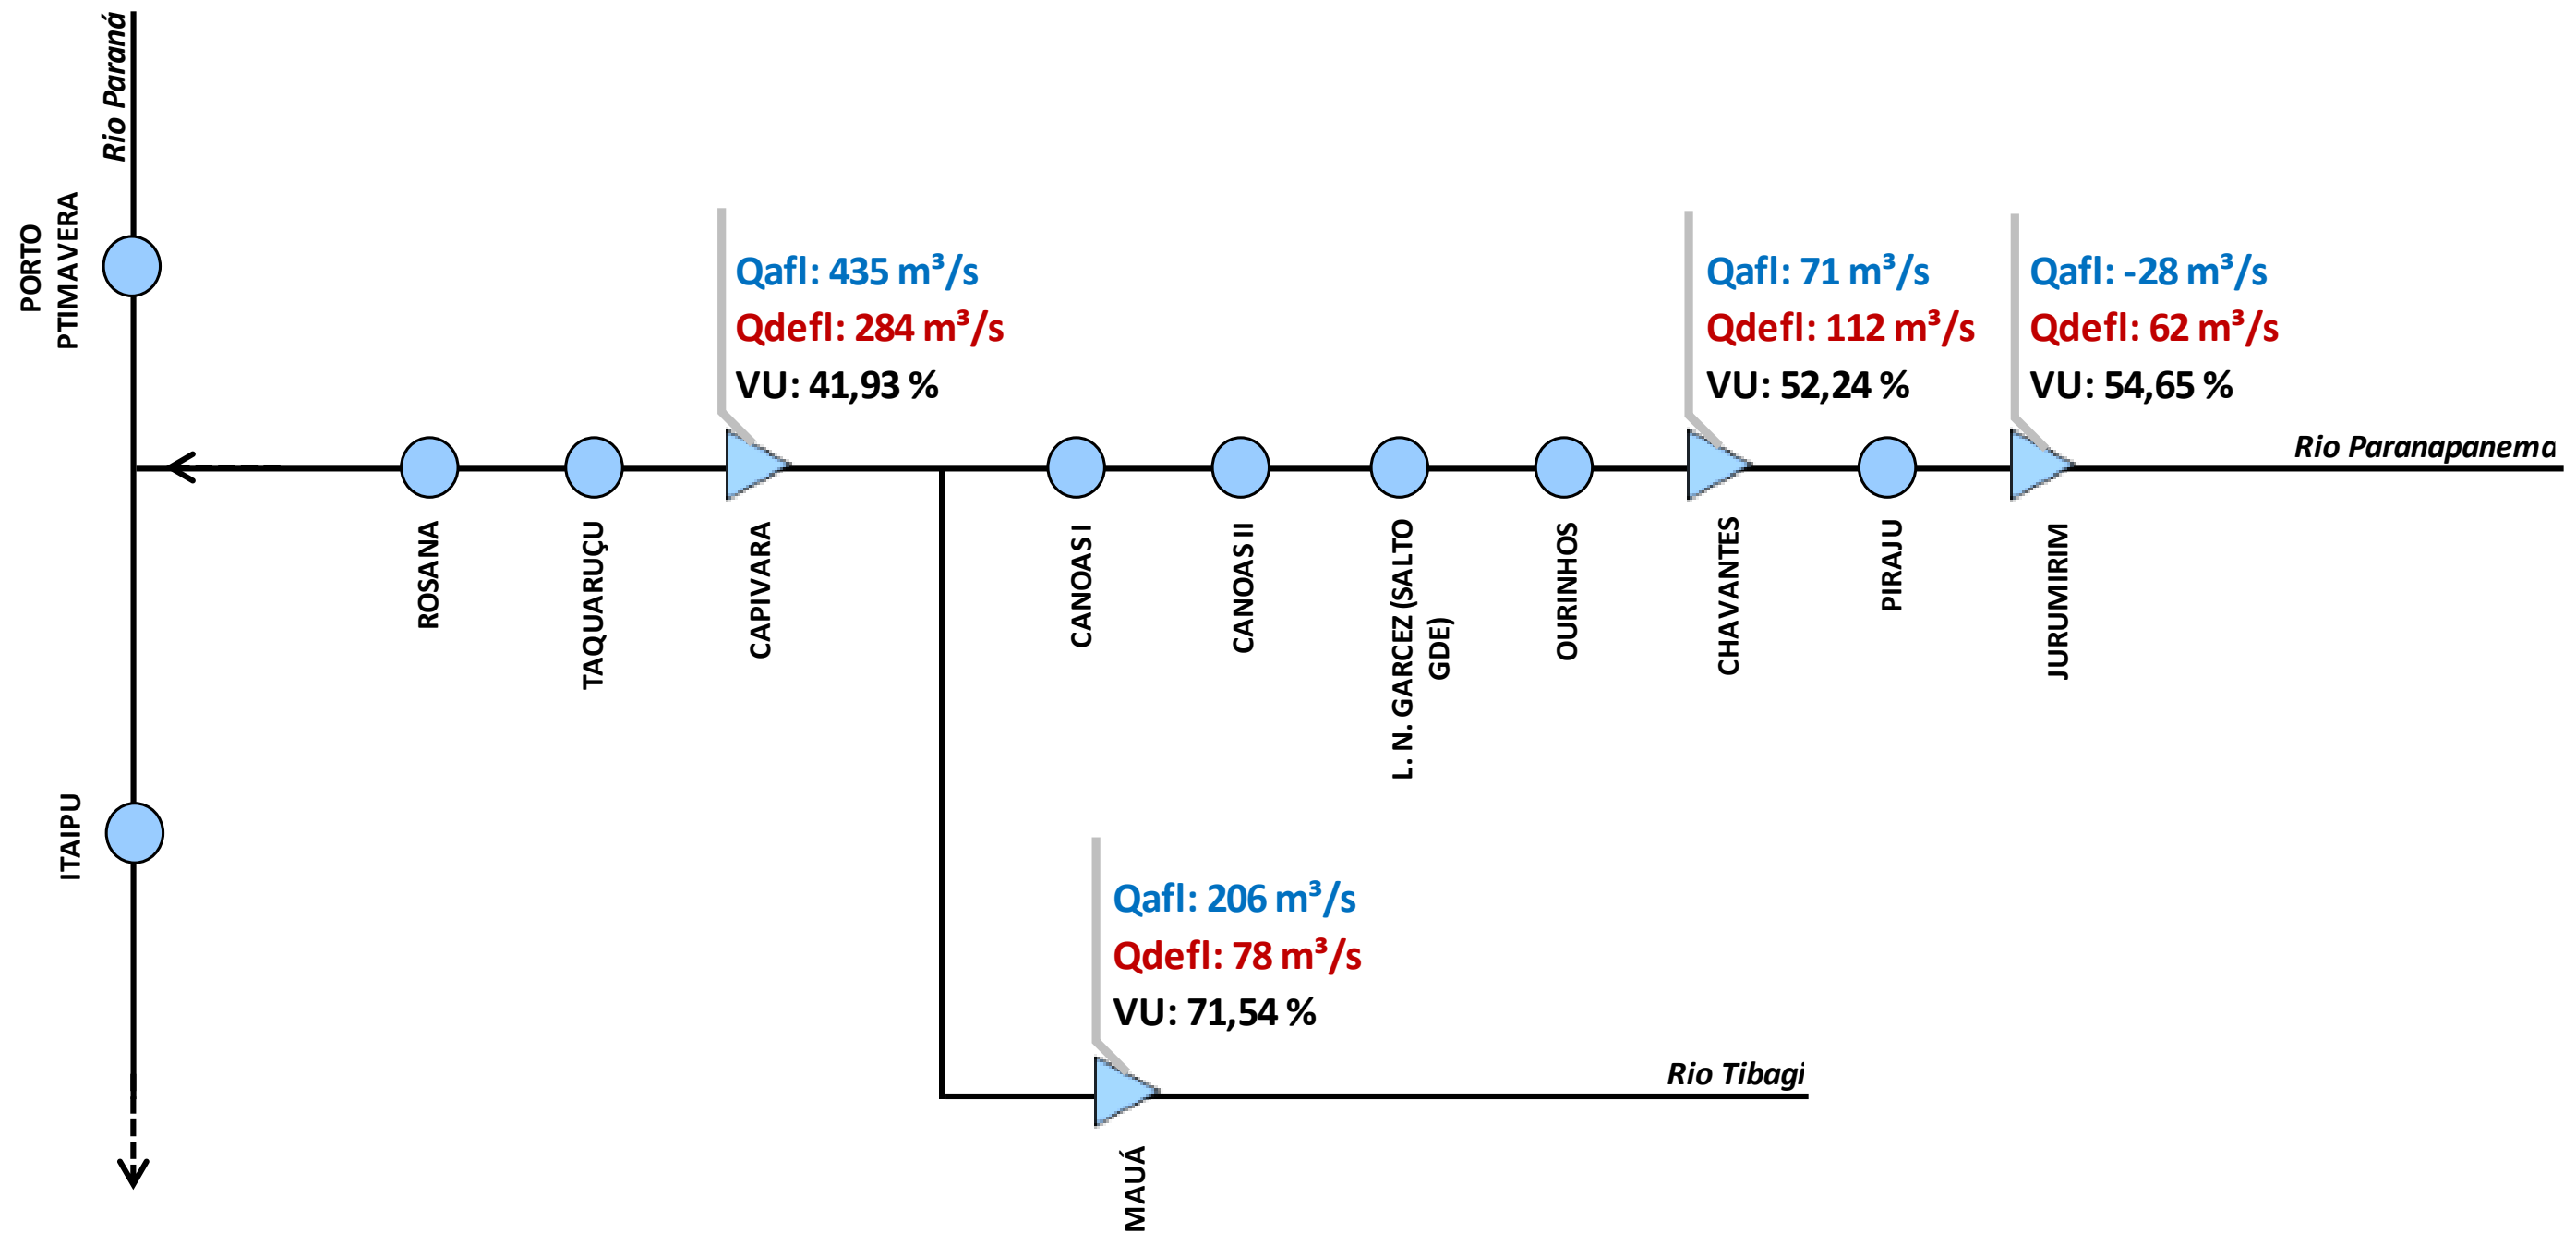 Rio Paraná
PORTO
PTIMAVERA
Qafl: 435 m³/s
Qdefl: 284 m³/s
VU: 41,93 %
Qafl: 71 m³/s
Qdefl: 112 m³/s
VU: 52,24 %
Qafl: -28 m³/s
Qdefl: 62 m³/s
VU: 54,65 %
Rio Paranapanema
ROSANA
TAQUARUÇU
CAPIVARA
CANOAS I
CANOAS II
L. N. GARCEZ (SALTO
GDE)
OURINHOS
CHAVANTES
PIRAJU
JURUMIRIM
ITAIPU
Qafl: 206 m³/s
Qdefl: 78 m³/s
VU: 71,54 %
Rio Tibagi
MAUÁ